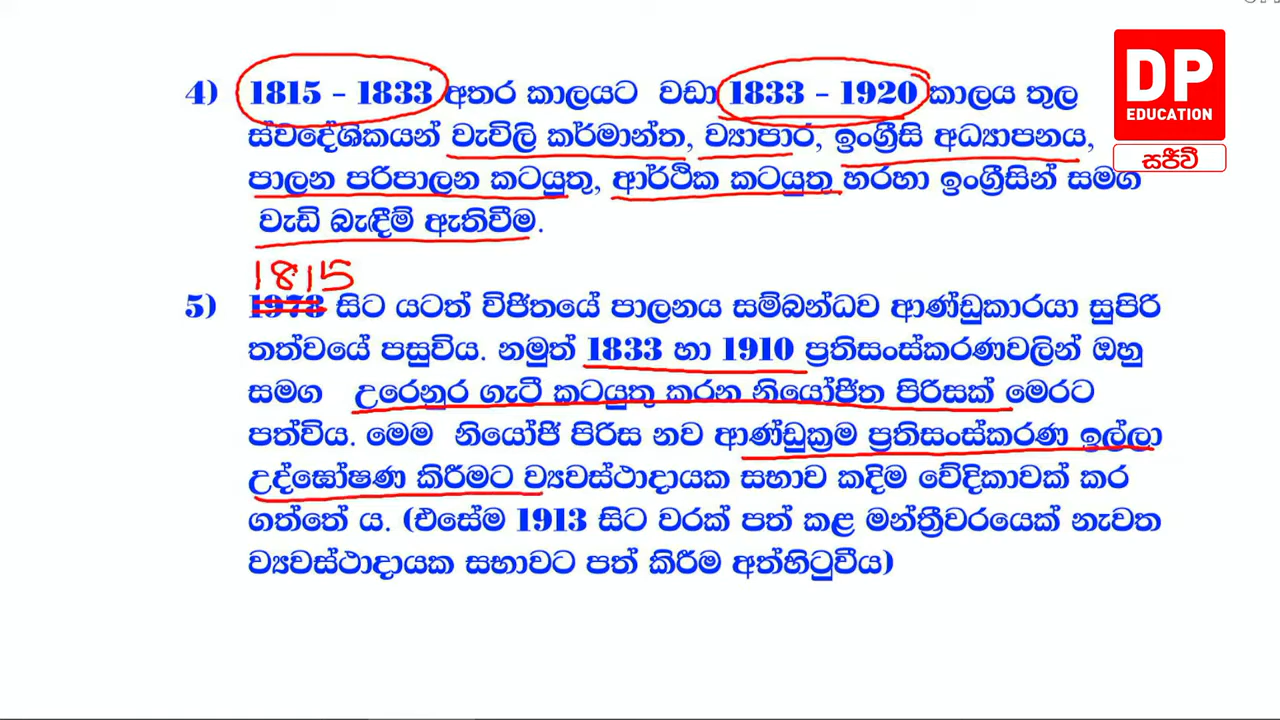 4) 1815 - 1833 අතර කාලයට වඩා 1833 - 1920 කාලය තුල
ස්වදේශිකයන් වැවිලි කර්මාන්ත, ව්‍යාපාර, ඉංග්‍රීසි අධ්‍යාපනය,
පාලන පරිපාලන කටයුතු, ආර්ථික කටයුතු හරහා ඉංග්‍රීසින් සමග
වැඩි බැඳීම් ඇතිවීම.
1815
5) 1978 සිට යටත් විජිතයේ පාලනය සම්බන්ධව ආණ්ඩුකාරයා සුපිරි
තත්වයේ පසුවිය. නමුත් 1833 හා 1910 ප්‍රතිසංස්කරණවලින් ඔහු
සමග උරෙනුර ගැටී කටයුතු කරන නියෝජිත පිරිසක් මෙරට
පත්විය. මෙම නියෝජි පිරිස නව ආණ්ඩුක්‍රම ප්‍රතිසංස්කරණ ඉල්ලා
උද්ඝෝෂණ කිරීමට ව්‍යවස්ථාදායක සභාව කදිම වේදිකාවක් කර
ගත්තේ ය. (එසේම 1913 සිට වරක් පත් කළ මන්ත්‍රීවරයෙක් නැවත
ව්‍යවස්ථාදායක සභාවට පත් කිරීම අත්හිටුවීය)
DP
EDUCATION
සජීවී